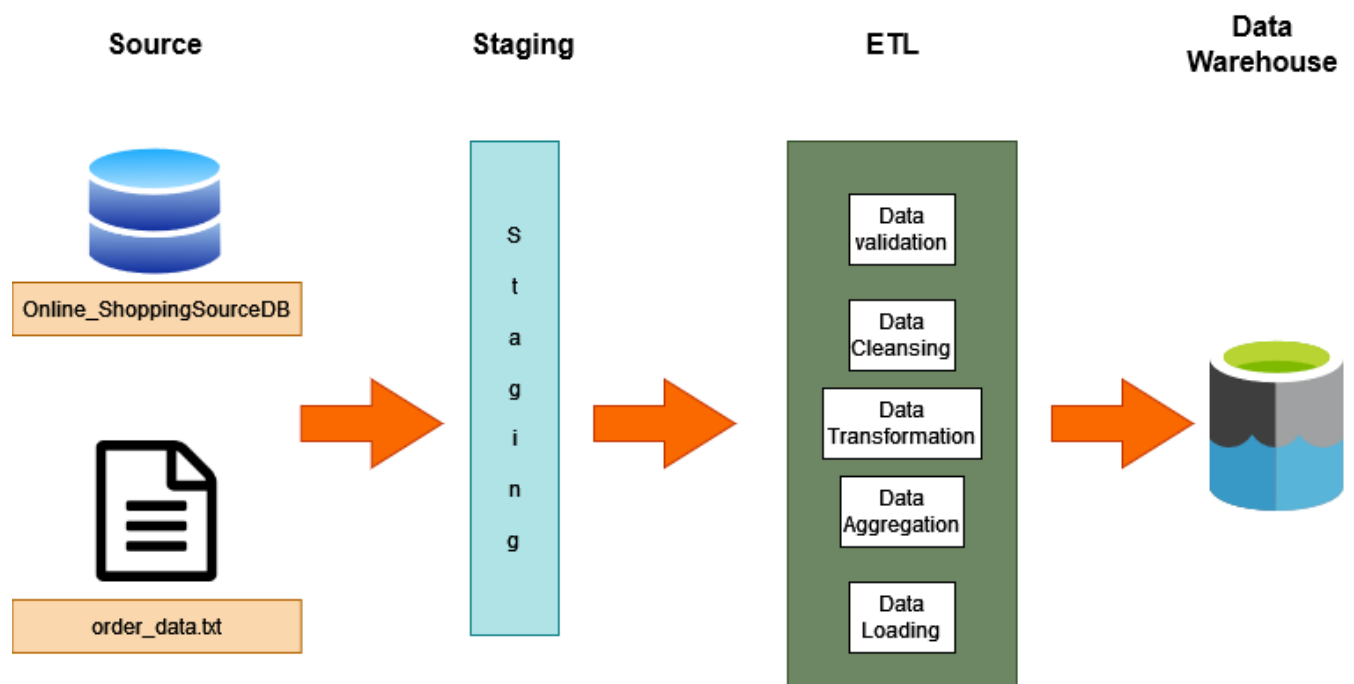 Source
Staging
ETL
Data
Warehouse
Online_ShoppingSourceDB
order_data.txt
S
t
a
g
i
n
g
Data
validation
Data
Cleansing
Data
Transformation
Data
Aggregation
Data
Loading